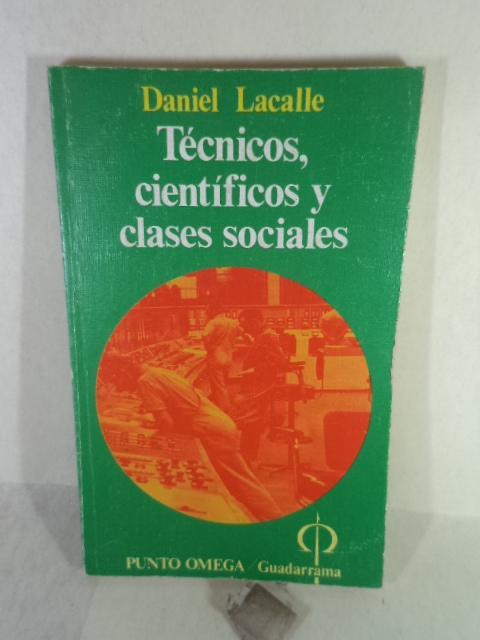 Daniel Lacalle
Técnicos,
científicos y
clases sociales
PUNTO OMEGA / Guadarrama